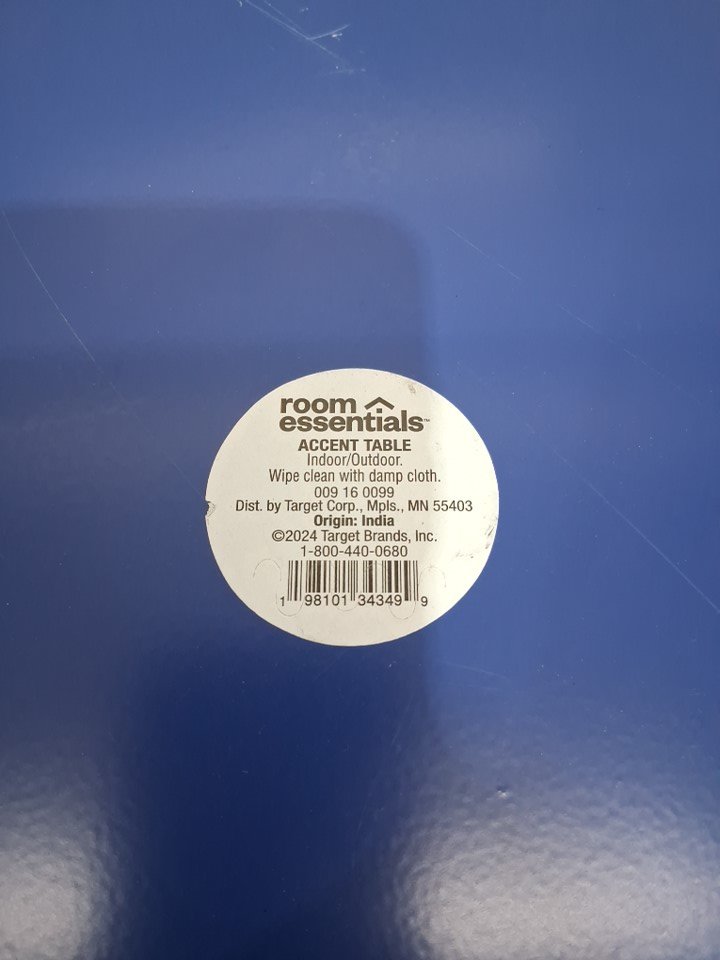 room
essentials™
ACCENT TABLE
Indoor/Outdoor.
Wipe clean with damp cloth.
009 16 0099
Dist. by Target Corp., Mpls., MN 55403
Origin: India
©2024 Target Brands, Inc.
1-800-440-0680
1 98101 34349 9